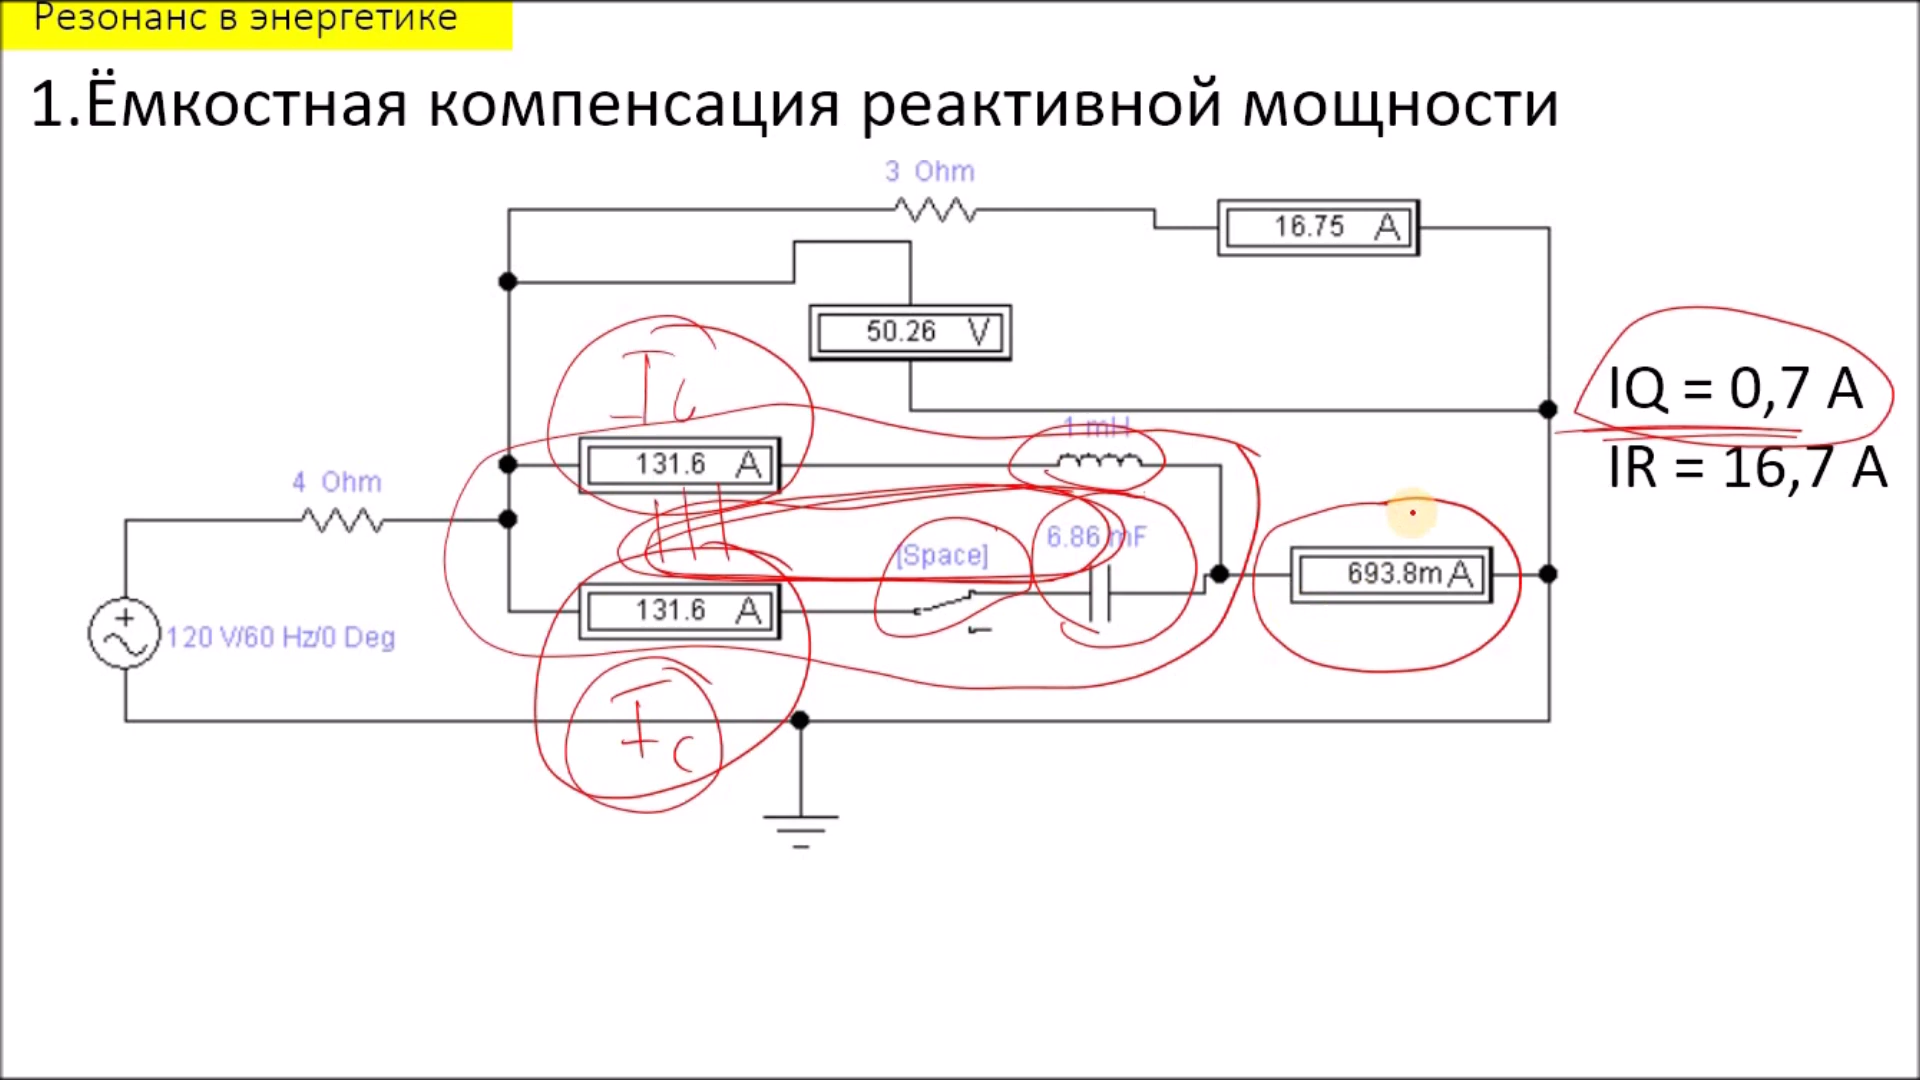 Резонанс в энергетике
1.Ёмкостная компенсация реактивной мощности
3 Ohm
16.75 A
50.26 V
IL
IQ = 0,7 A
1 mH
131.6 A
IR = 16,7 A
4 Ohm
6.86 mF
[Space]
693.8m A
131.6 A
120 V/60 Hz/0 Deg
Ic